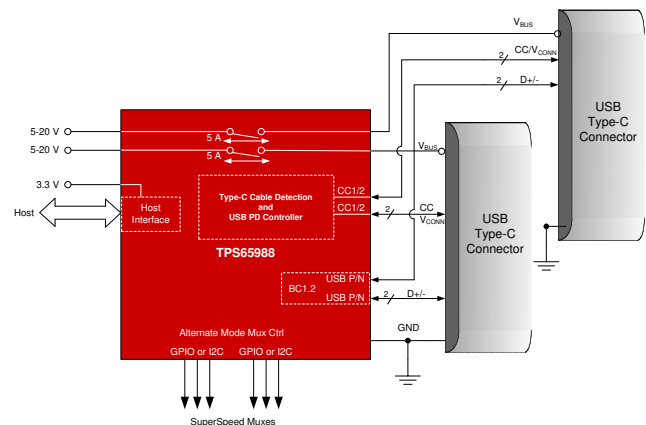 VBUS
CC/VCONN
2
2 D+/-
USB
Type-C
Connector
5-20 V
5 A
5-20 V
5 A
VBUS
3.3 V
Host
Host
Interface
Type-C Cable Detection
and
USB PD Controller
CC1/2
CC1/2
2 CC
VCONN
USB
Type-C
Connector
TPS65988
BC1.2
USB P/N
USB P/N
2 D+/-
GND
Alternate Mode Mux Ctrl
GPIO or I2C GPIO or I2C
SuperSpeed Muxes